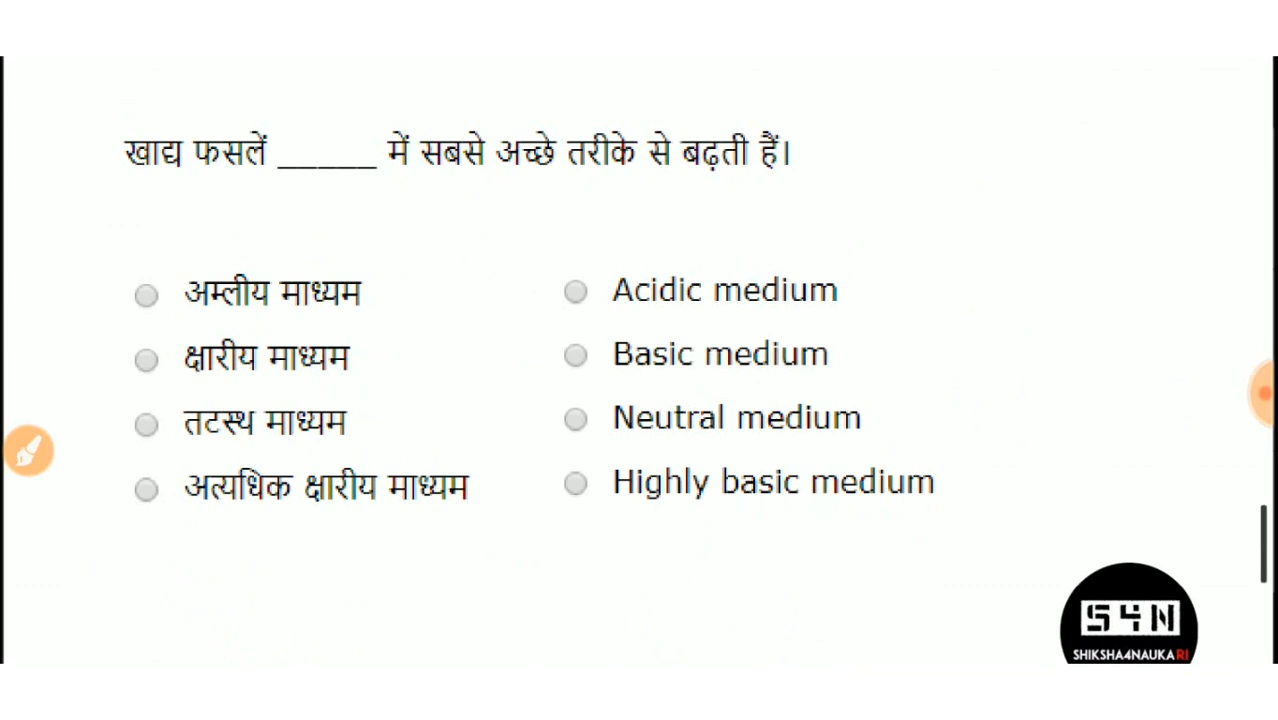 खाद्य फसलें _____ में सबसे अच्छे तरीके से बढ़ती हैं।
अम्लीय माध्यम
क्षारीय माध्यम
तटस्थ माध्यम
अत्यधिक क्षारीय माध्यम
Acidic medium
Basic medium
Neutral medium
Highly basic medium
S4N
SHIKSHA4NAUKARI